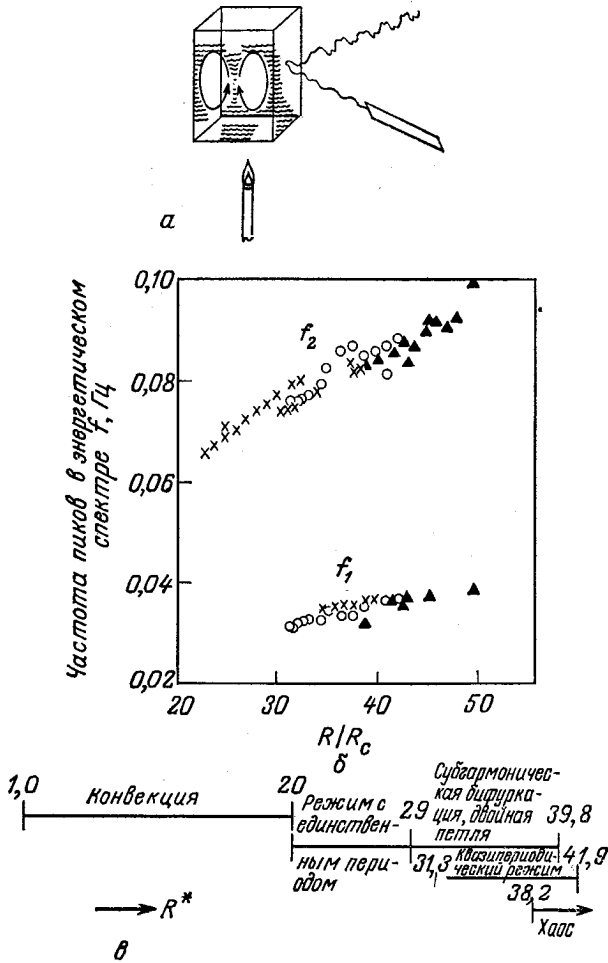 а
Частота пиков в энергетическом
спектре f, Гц
0,10
0,08
0,06
0,04
0,02
f₂
f₁
20
30
40
50
R/R_c
б
1,0
Конвекция
20
Режим с
единствен-
ным пери-
одом
29
Субгармоничес-
кая бифурка-
ция, двойная
петля
39,8
31,3
Квазипериоди-
ческий режим
41,9
38,2
Хаос
R*
в